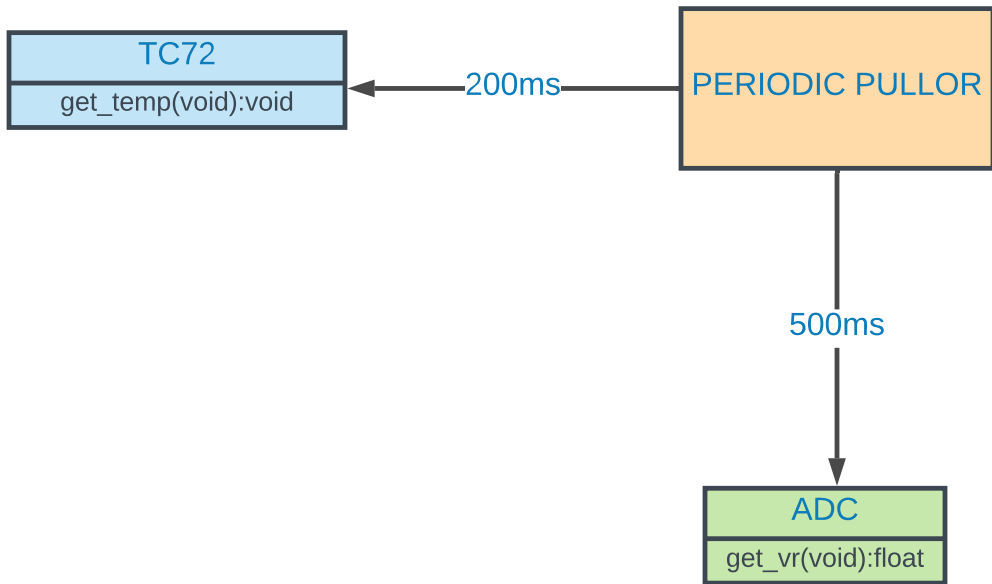 TC72
get_temp(void):void
200ms
PERIODIC PULLOR
500ms
ADC
get_vr(void):float